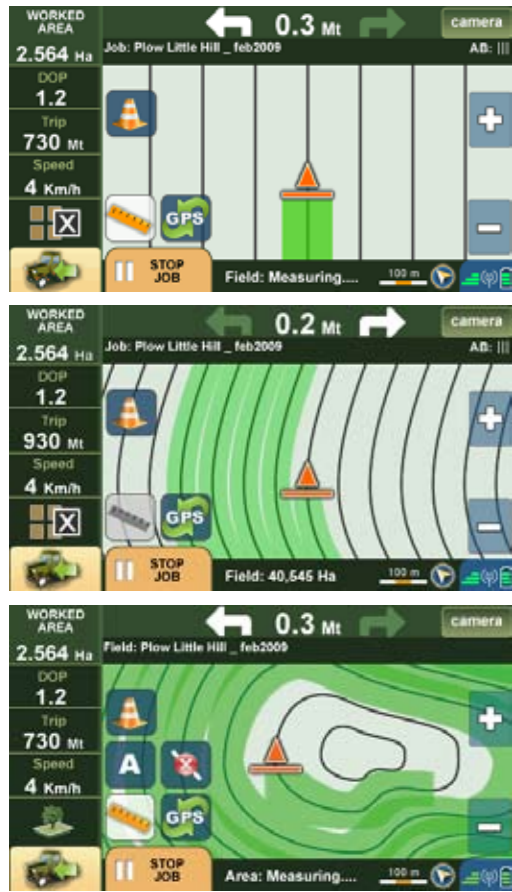 WORKED
AREA
0.3 Mt
camera
2.564 Ha
Job: Plow Little Hill _ feb2009
AB: |||
DOP
1.2
Trip
730 Mt
Speed
4 Km/h
X
GPS
STOP
JOB
Field: Measuring....
100 m
WORKED
AREA
0.2 Mt
camera
2.564 Ha
Job: Plow Little Hill _ feb2009
AB: |||
DOP
1.2
Trip
930 Mt
Speed
4 Km/h
X
GPS
STOP
JOB
Field: 40,545 Ha
100 m
WORKED
AREA
0.3 Mt
camera
2.564 Ha
Field: Plow Little Hill _ feb2009
DOP
1.2
Trip
730 Mt
A
Speed
4 Km/h
GPS
STOP
JOB
Area: Measuring....
100 m